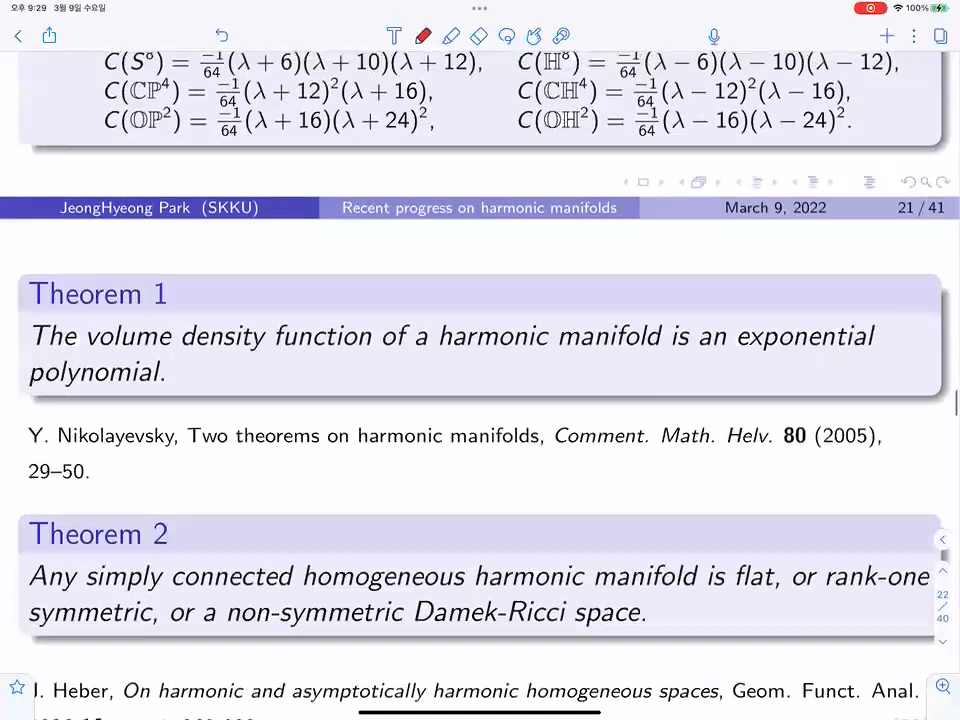 오후 9:29 3월 9일 수요일
100%
C(S⁸) = −1/64 (λ + 6)(λ + 10)(λ + 12), C(ℍ⁸) = −1/64 (λ − 6)(λ − 10)(λ − 12),
C(ℂℙ⁴) = −1/64 (λ + 12)²(λ + 16), C(ℂℍ⁴) = −1/64 (λ − 12)²(λ − 16),
C(𝕆ℙ²) = −1/64 (λ + 16)(λ + 24)², C(𝕆ℍ²) = −1/64 (λ − 16)(λ − 24)².
JeongHyeong Park (SKKU) Recent progress on harmonic manifolds March 9, 2022 21 / 41
Theorem 1
The volume density function of a harmonic manifold is an exponential
polynomial.
Y. Nikolayevsky, Two theorems on harmonic manifolds, Comment. Math. Helv. 80 (2005),
29–50.
Theorem 2
Any simply connected homogeneous harmonic manifold is flat, or rank-one
symmetric, or a non-symmetric Damek-Ricci space.
22
/
40
J. Heber, On harmonic and asymptotically harmonic homogeneous spaces, Geom. Funct. Anal.